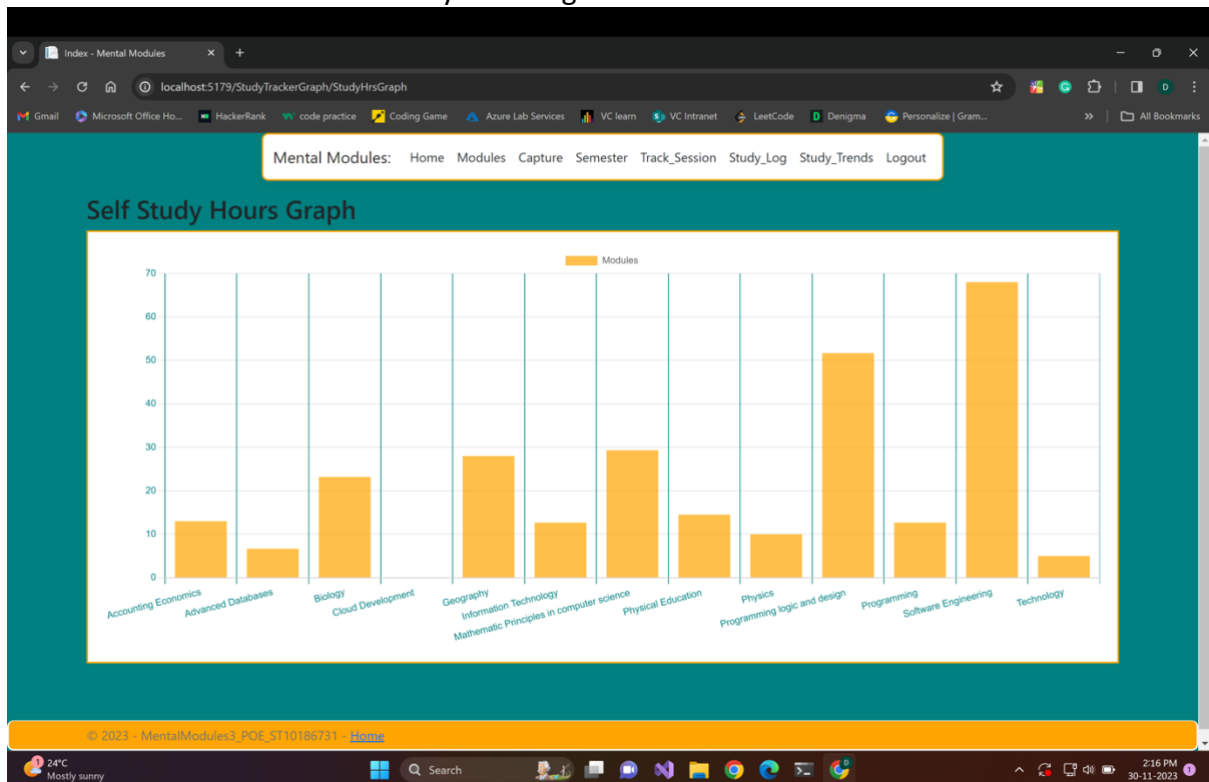 Index - Mental Modules
localhost:5179/StudyTrackerGraph/StudyHrsGraph
Gmail Microsoft Office Ho... HackerRank code practice Coding Game Azure Lab Services VC learn VC Intranet LeetCode Denigma Personalize | Gram... All Bookmarks
Mental Modules: Home Modules Capture Semester Track_Session Study_Log Study_Trends Logout
Self Study Hours Graph
Modules
70
60
50
40
30
20
10
0
Accounting Economics
Advanced Databases
Biology
Cloud Development
Geography
Information Technology
Mathematic Principles in computer science
Physical Education
Physics
Programming logic and design
Programming
Software Engineering
Technology
© 2023 - MentalModules3_POE_ST10186731 - Home
24°C
Mostly sunny
Search
2:16 PM
30-11-2023